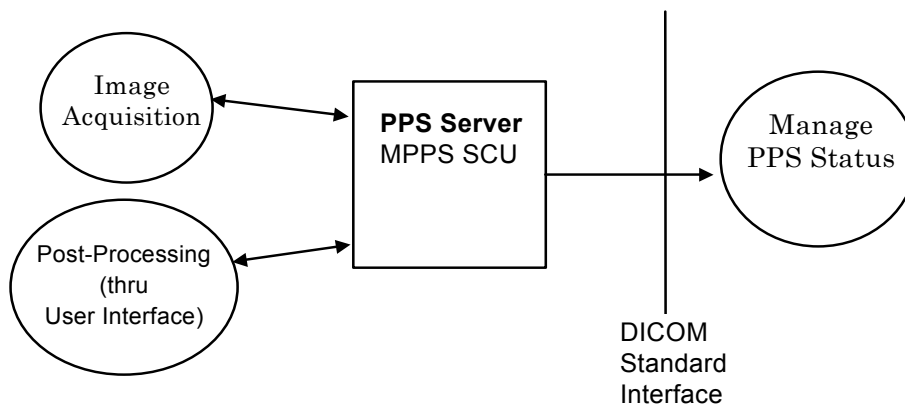 Image
Acquisition
PPS Server
MPPS SCU
Manage
PPS Status
Post-Processing
(thru
User Interface)
DICOM
Standard
Interface